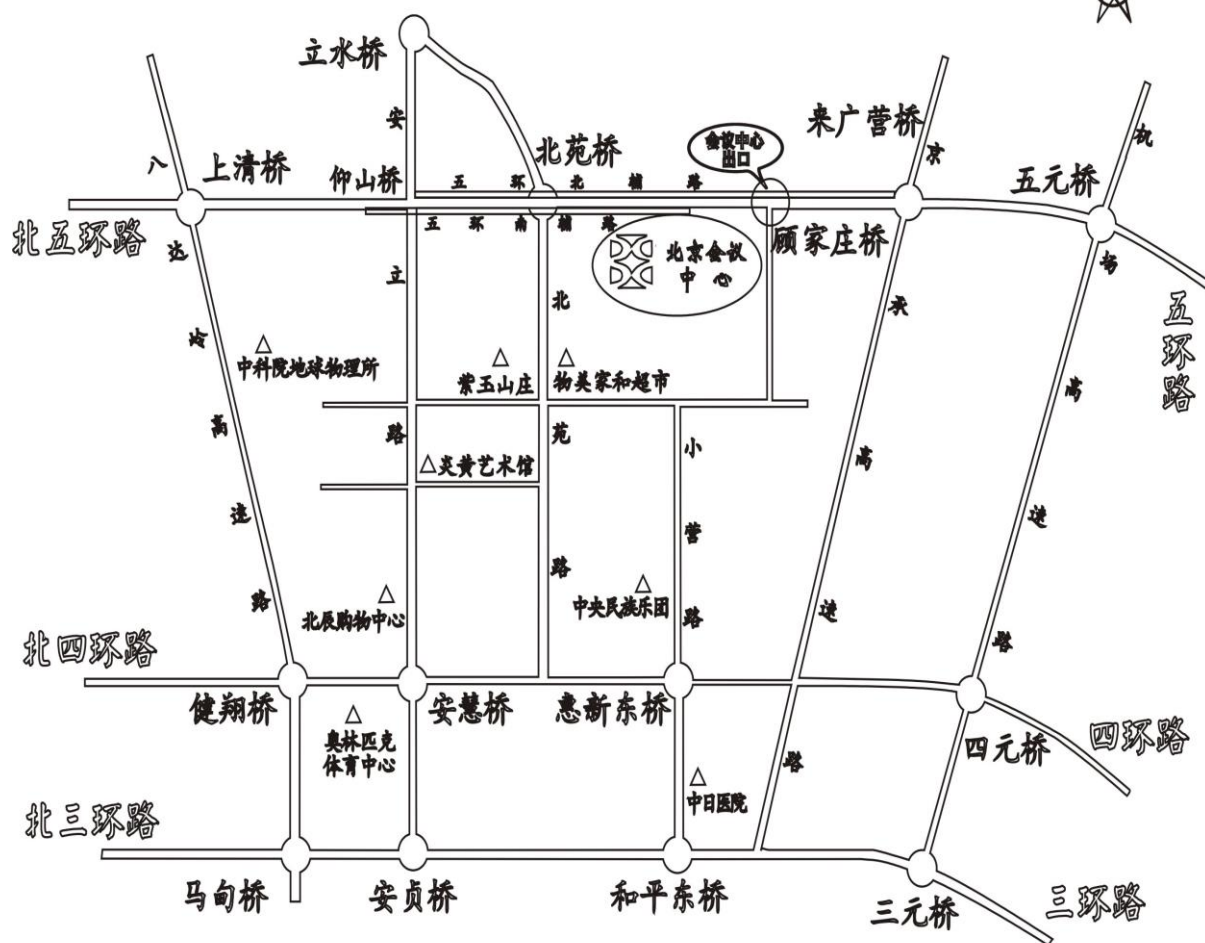 立水桥
安
立
路
来广营桥
会议中心
出口
北苑桥
京
承
高
速
路
机
场
高
速
路
八
达
岭
高
速
路
上清桥
仰山桥
五环北辅路
五元桥
北五环路
五环南辅路
顾家庄桥
北京会议
中心
北
苑
路
五
环
路
中科院地球物理所
紫玉山庄
物美家和超市
小
营
路
炎黄艺术馆
北辰购物中心
中央民族乐团
北四环路
健翔桥
安慧桥
惠新东桥
四元桥
四环路
奥林匹克
体育中心
中日医院
北三环路
马甸桥
安贞桥
和平东桥
三元桥
三环路